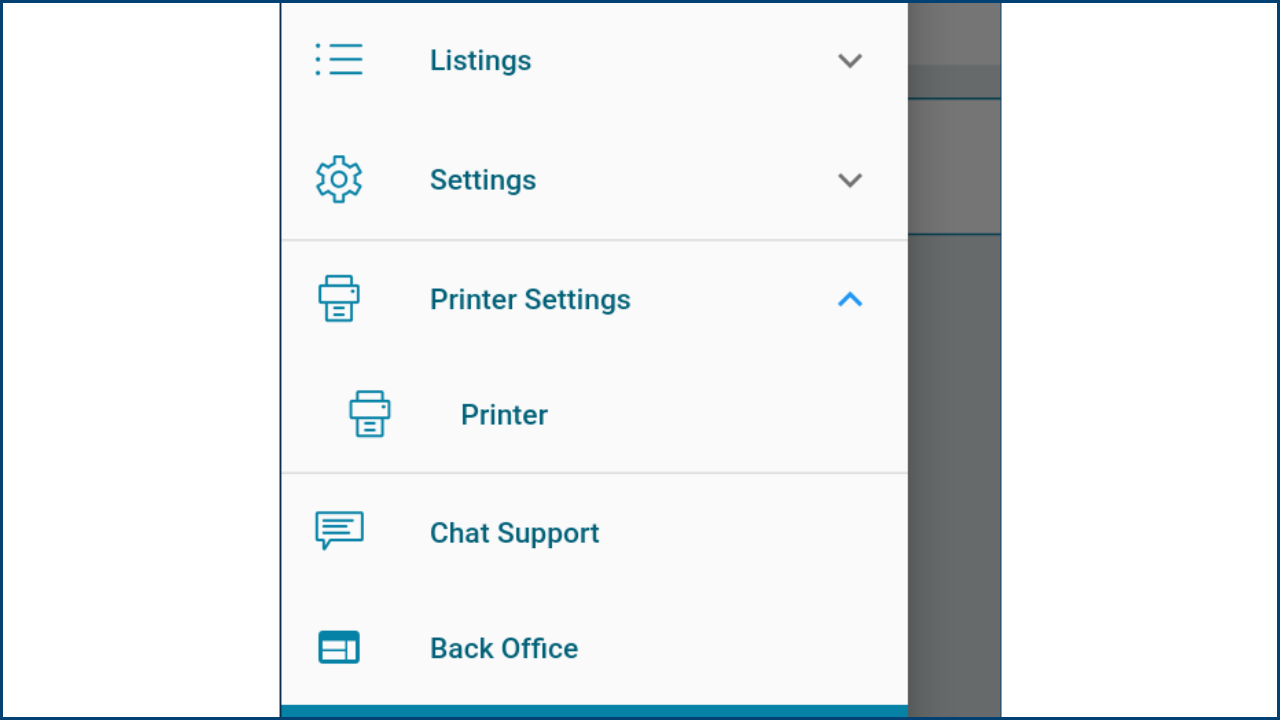 Listings
Settings
Printer Settings
Printer
Chat Support
Back Office